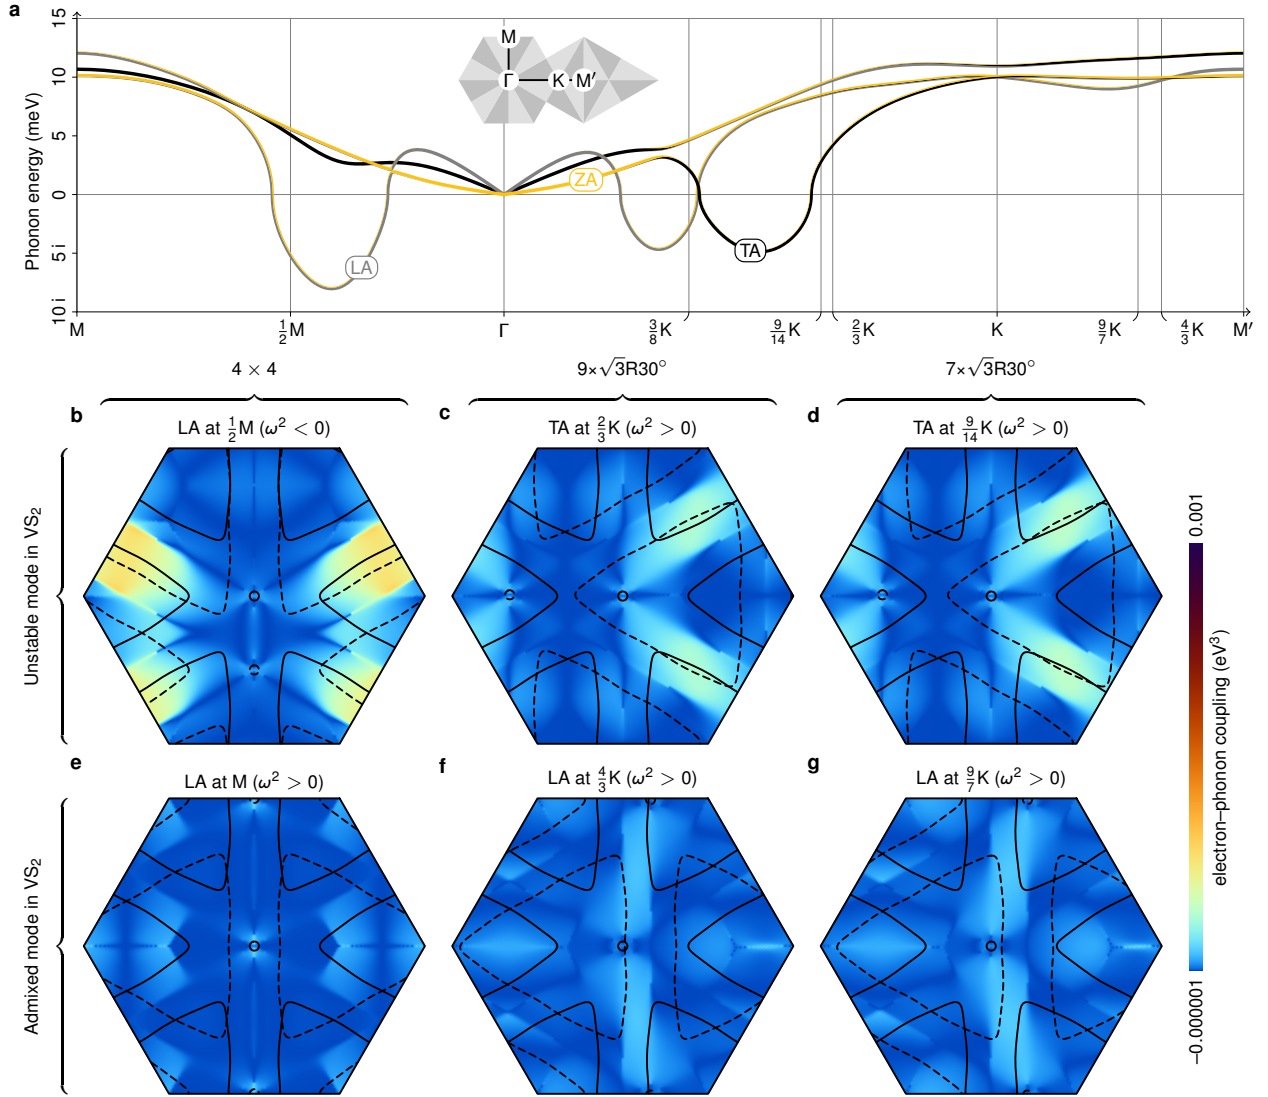 a
15
10
5
0
5 i
10 i
Phonon energy (meV)
M
Γ
K
M′
ZA
LA
TA
M
½M
Γ
3/8 K
9/14 K
2/3 K
K
9/7 K
4/3 K
M′
4 × 4
9×√3R30°
7×√3R30°
b
LA at ½M (ω² < 0)
c
TA at 2/3 K (ω² > 0)
d
TA at 9/14 K (ω² > 0)
Unstable mode in VS₂
e
LA at M (ω² > 0)
f
LA at 4/3 K (ω² > 0)
g
LA at 9/7 K (ω² > 0)
Admixed mode in VS₂
0.001
electron–phonon coupling (eV³)
−0.000001